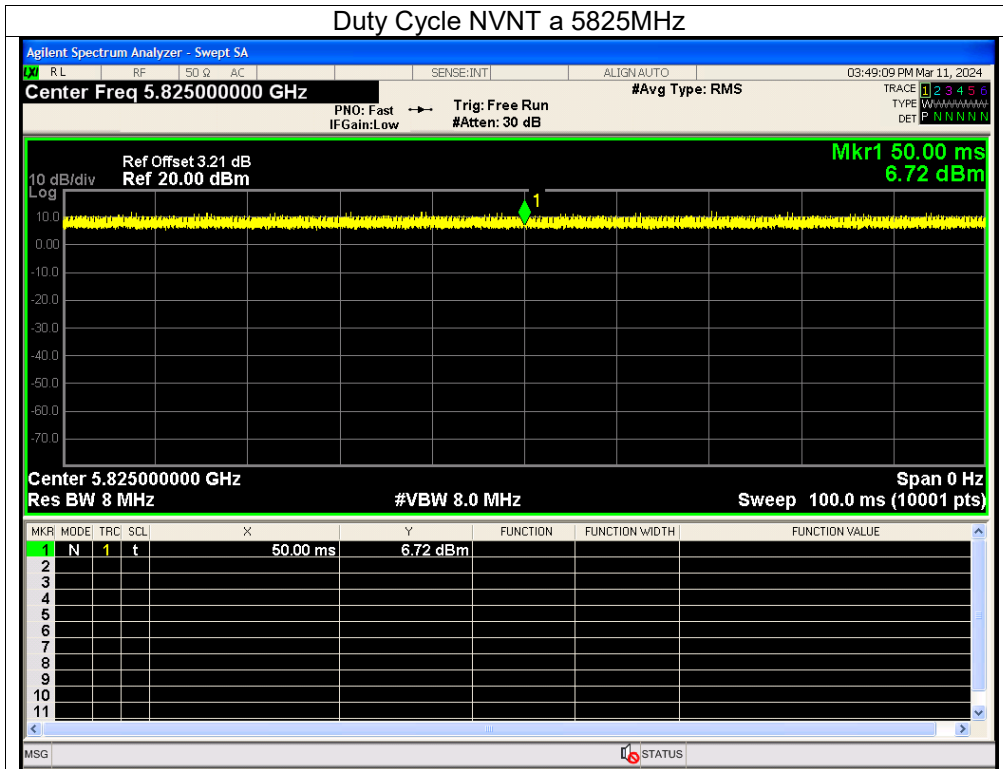 Duty Cycle NVNT a 5825MHz
Agilent Spectrum Analyzer - Swept SA
LXI RL RF 50 Ω AC SENSE:INT ALIGN AUTO 03:49:09 PM Mar 11, 2024
Center Freq 5.825000000 GHz #Avg Type: RMS TRACE 1 2 3 4 5 6
PNO: Fast Trig: Free Run TYPE WWWWWW
IFGain:Low #Atten: 30 dB DET P N N N N N
Mkr1 50.00 ms
Ref Offset 3.21 dB
10 dB/div Ref 20.00 dBm 6.72 dBm
Log
1
10.0
0.00
-10.0
-20.0
-30.0
-40.0
-50.0
-60.0
-70.0
Center 5.825000000 GHz Span 0 Hz
Res BW 8 MHz #VBW 8.0 MHz Sweep 100.0 ms (10001 pts)
MKR MODE TRC SCL X Y FUNCTION FUNCTION WIDTH FUNCTION VALUE
1 N 1 t 50.00 ms 6.72 dBm
2
3
4
5
6
7
8
9
10
11
MSG STATUS